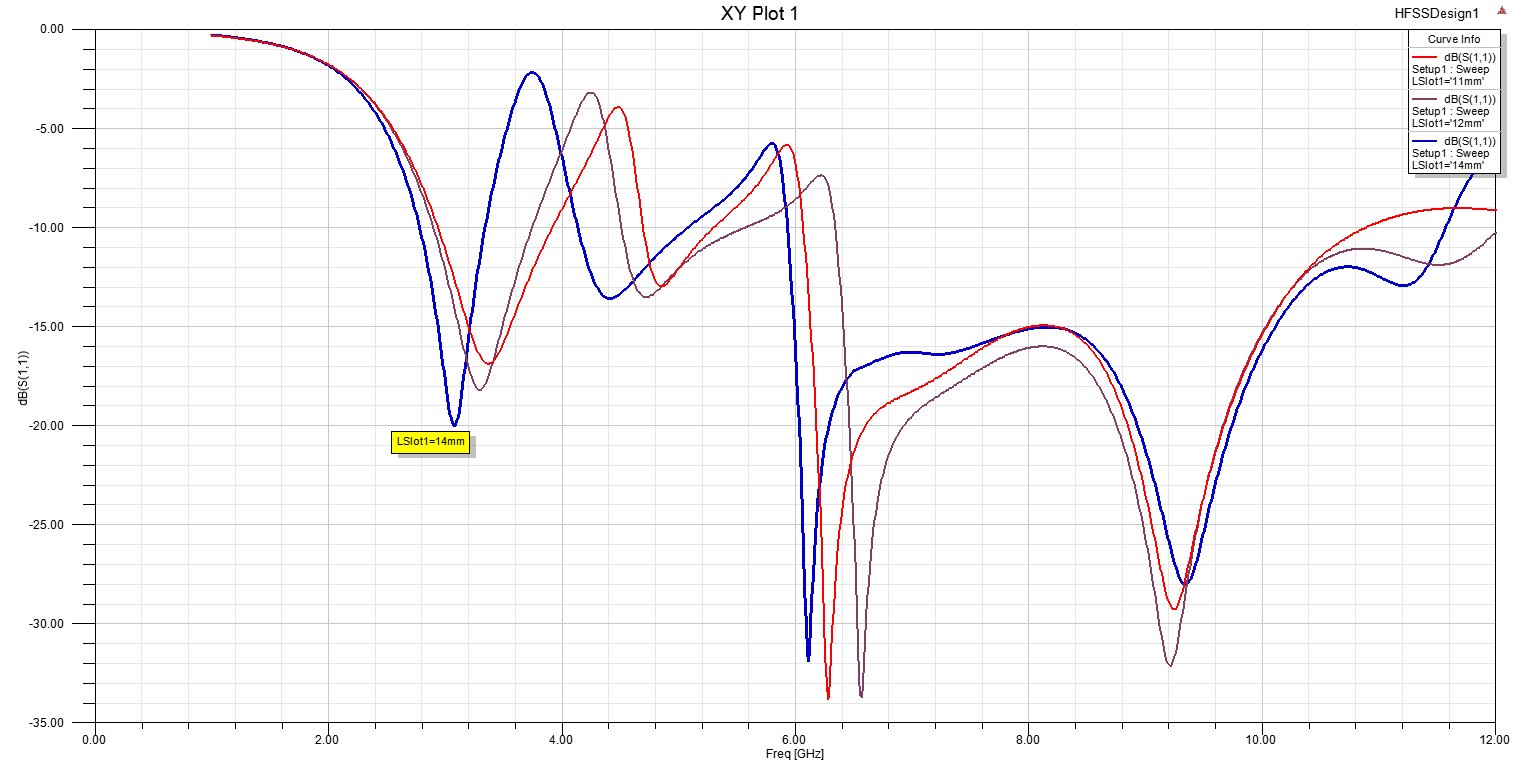 XY Plot 1
HFSSDesign1
Curve Info
dB(S(1,1))
Setup1 : Sweep
LSlot1='11mm'
dB(S(1,1))
Setup1 : Sweep
LSlot1='12mm'
dB(S(1,1))
Setup1 : Sweep
LSlot1='14mm'
0.00
-5.00
-10.00
-15.00
-20.00
-25.00
-30.00
-35.00
dB(S(1,1))
LSlot1=14mm
0.00 2.00 4.00 6.00 8.00 10.00 12.00
Freq [GHz]